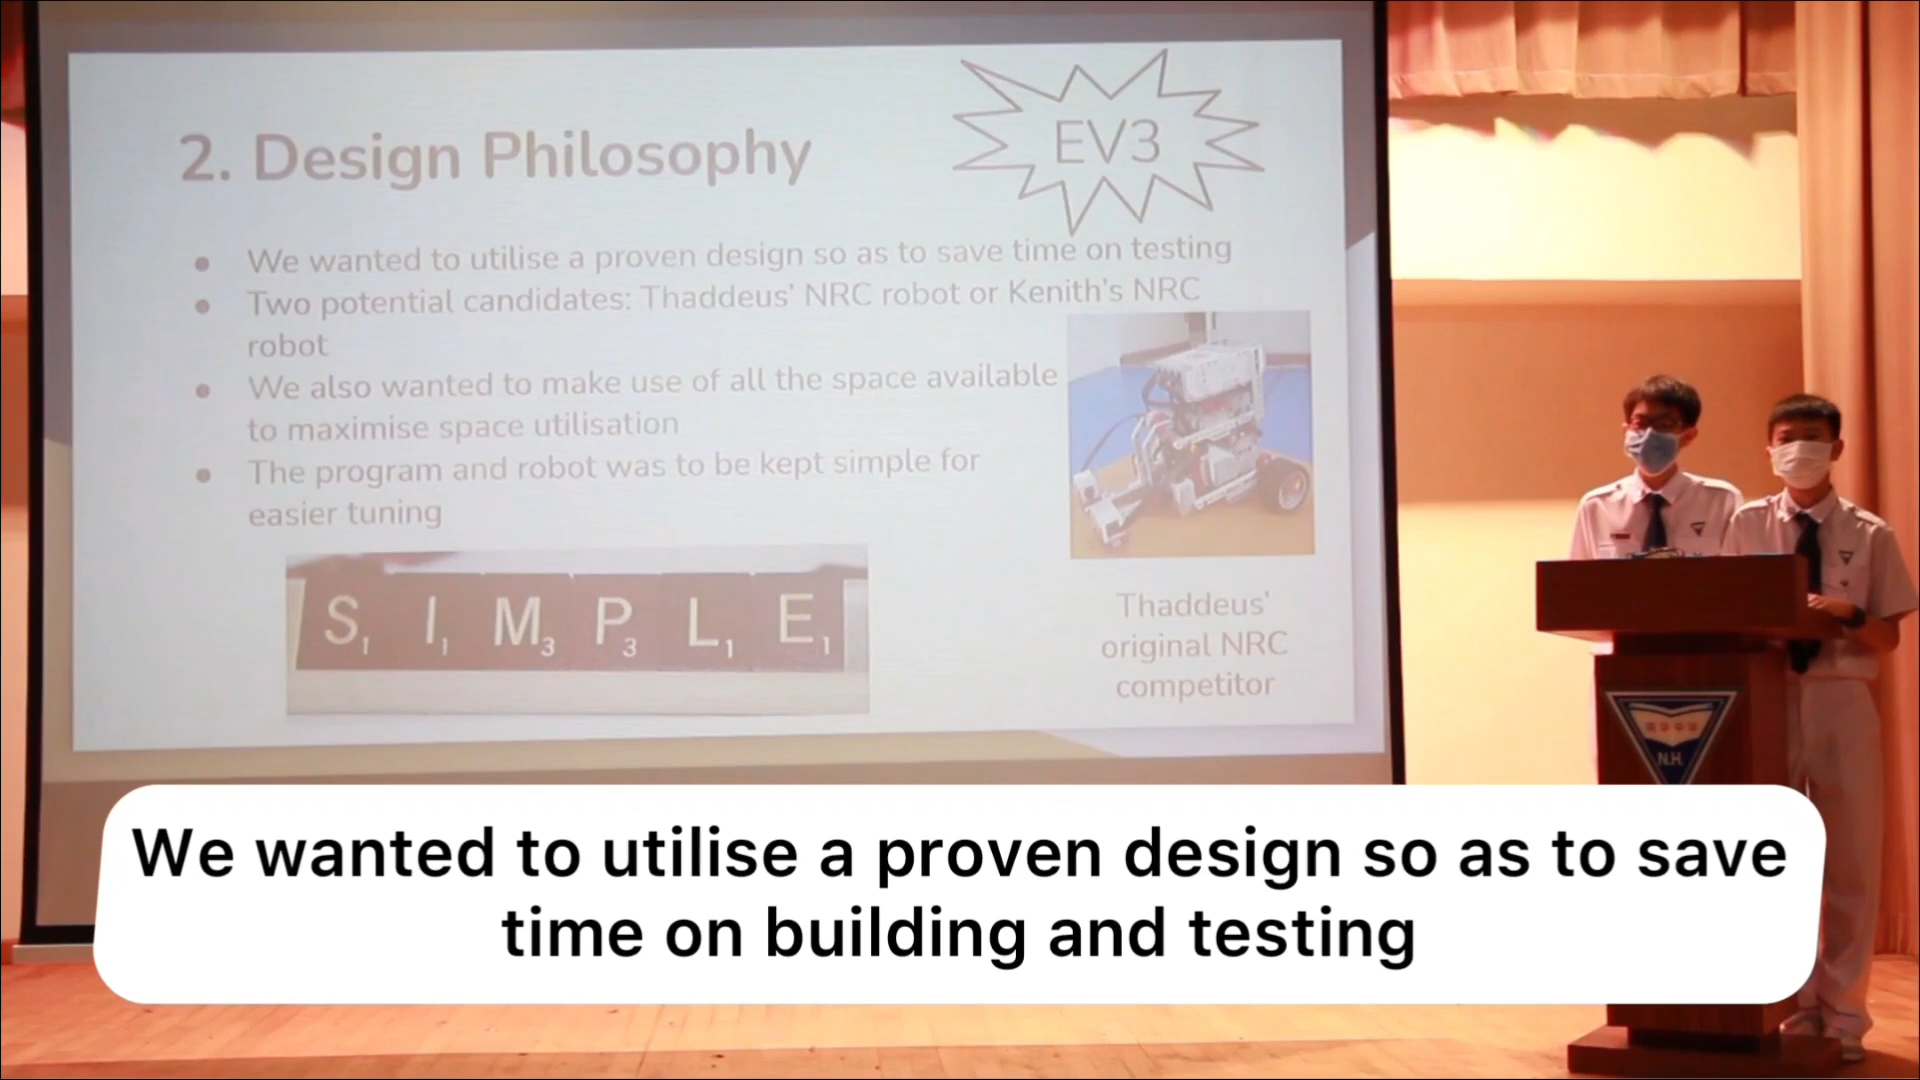 2. Design Philosophy
EV3
● We wanted to utilise a proven design so as to save time on testing
● Two potential candidates: Thaddeus' NRC robot or Kenith's NRC
robot
● We also wanted to make use of all the space available
to maximise space utilisation
● The program and robot was to be kept simple for
easier tuning
S1 I1 M3 P3 L1 E1
Thaddeus'
original NRC
competitor
N.H.
We wanted to utilise a proven design so as to save
time on building and testing